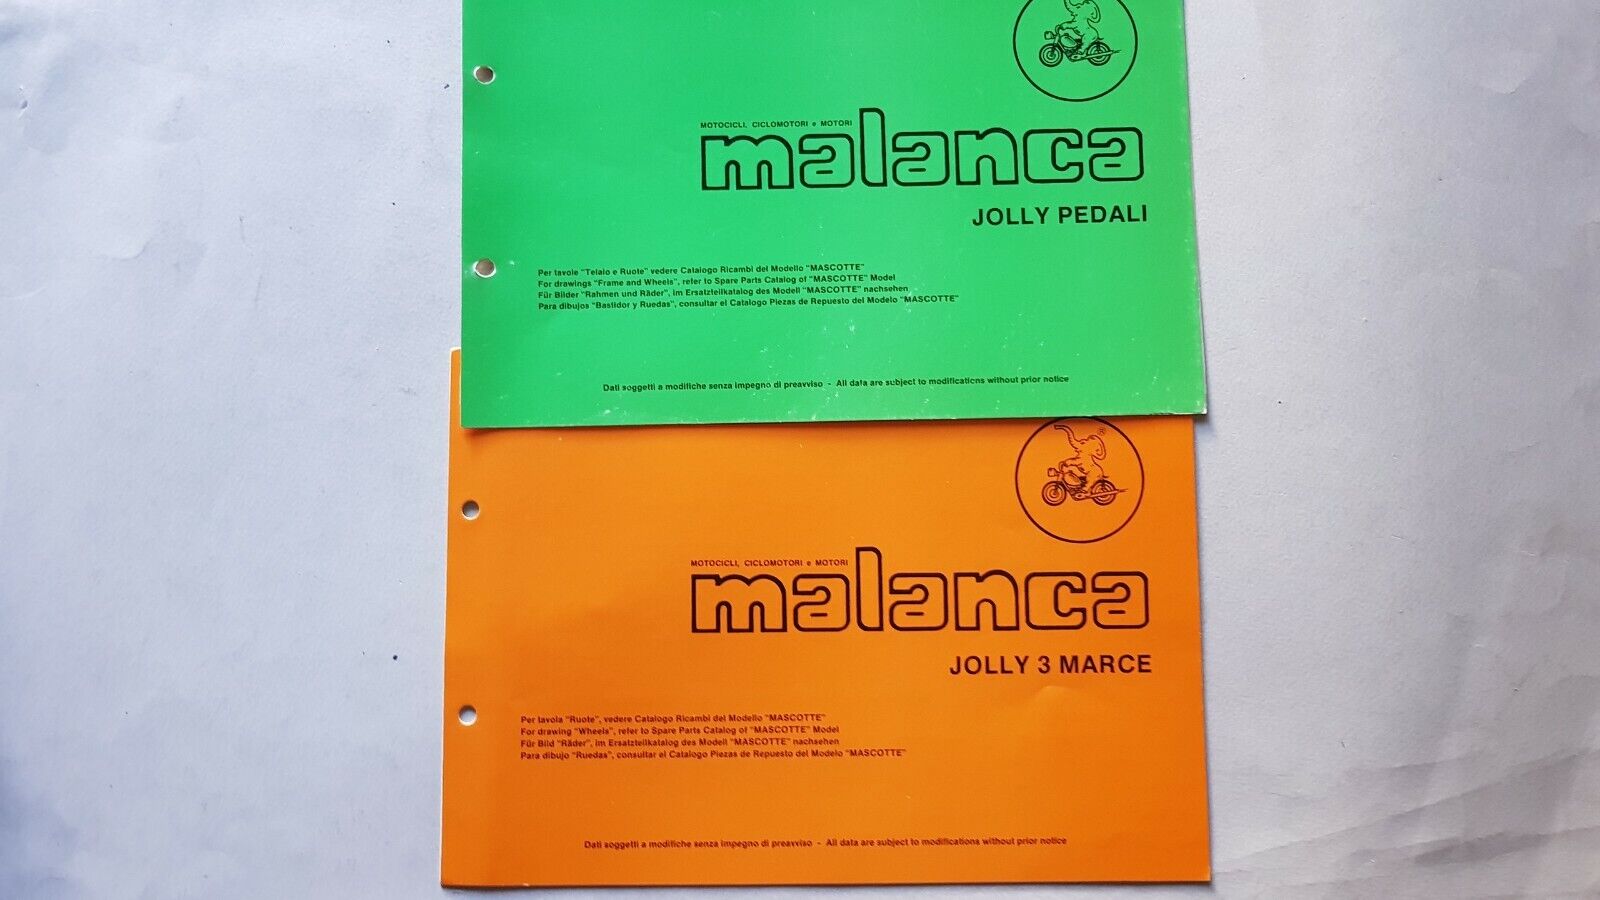 MOTOCICLI, CICLOMOTORI e MOTORI
malanca
JOLLY PEDALI
Per tavole "Telaio e Ruote" vedere Catalogo Ricambi del Modello "MASCOTTE"
For drawings "Frame and Wheels", refer to Spare Parts Catalog of "MASCOTTE" Model
Für Bilder "Rahmen und Räder", im Ersatzteilkatalog des Modell "MASCOTTE" nachsehen
Para dibujos "Bastidor y Ruedas", consultar el Catalogo Piezas de Repuesto del Modelo "MASCOTTE"
Dati soggetti a modifiche senza impegno di preavviso - All data are subject to modifications without prior notice
®
MOTOCICLI, CICLOMOTORI e MOTORI
malanca
JOLLY 3 MARCE
Per tavola "Ruote", vedere Catalogo Ricambi del Modello "MASCOTTE"
For drawing "Wheels", refer to Spare Parts Catalog of "MASCOTTE" Model
Für Bild "Räder", im Ersatzteilkatalog des Modell "MASCOTTE" nachsehen
Para dibujo "Ruedas", consultar el Catalogo Piezas de Repuesto del Modelo "MASCOTTE"
Dati soggetti a modifiche senza impegno di preavviso - All data are subject to modifications without prior notice